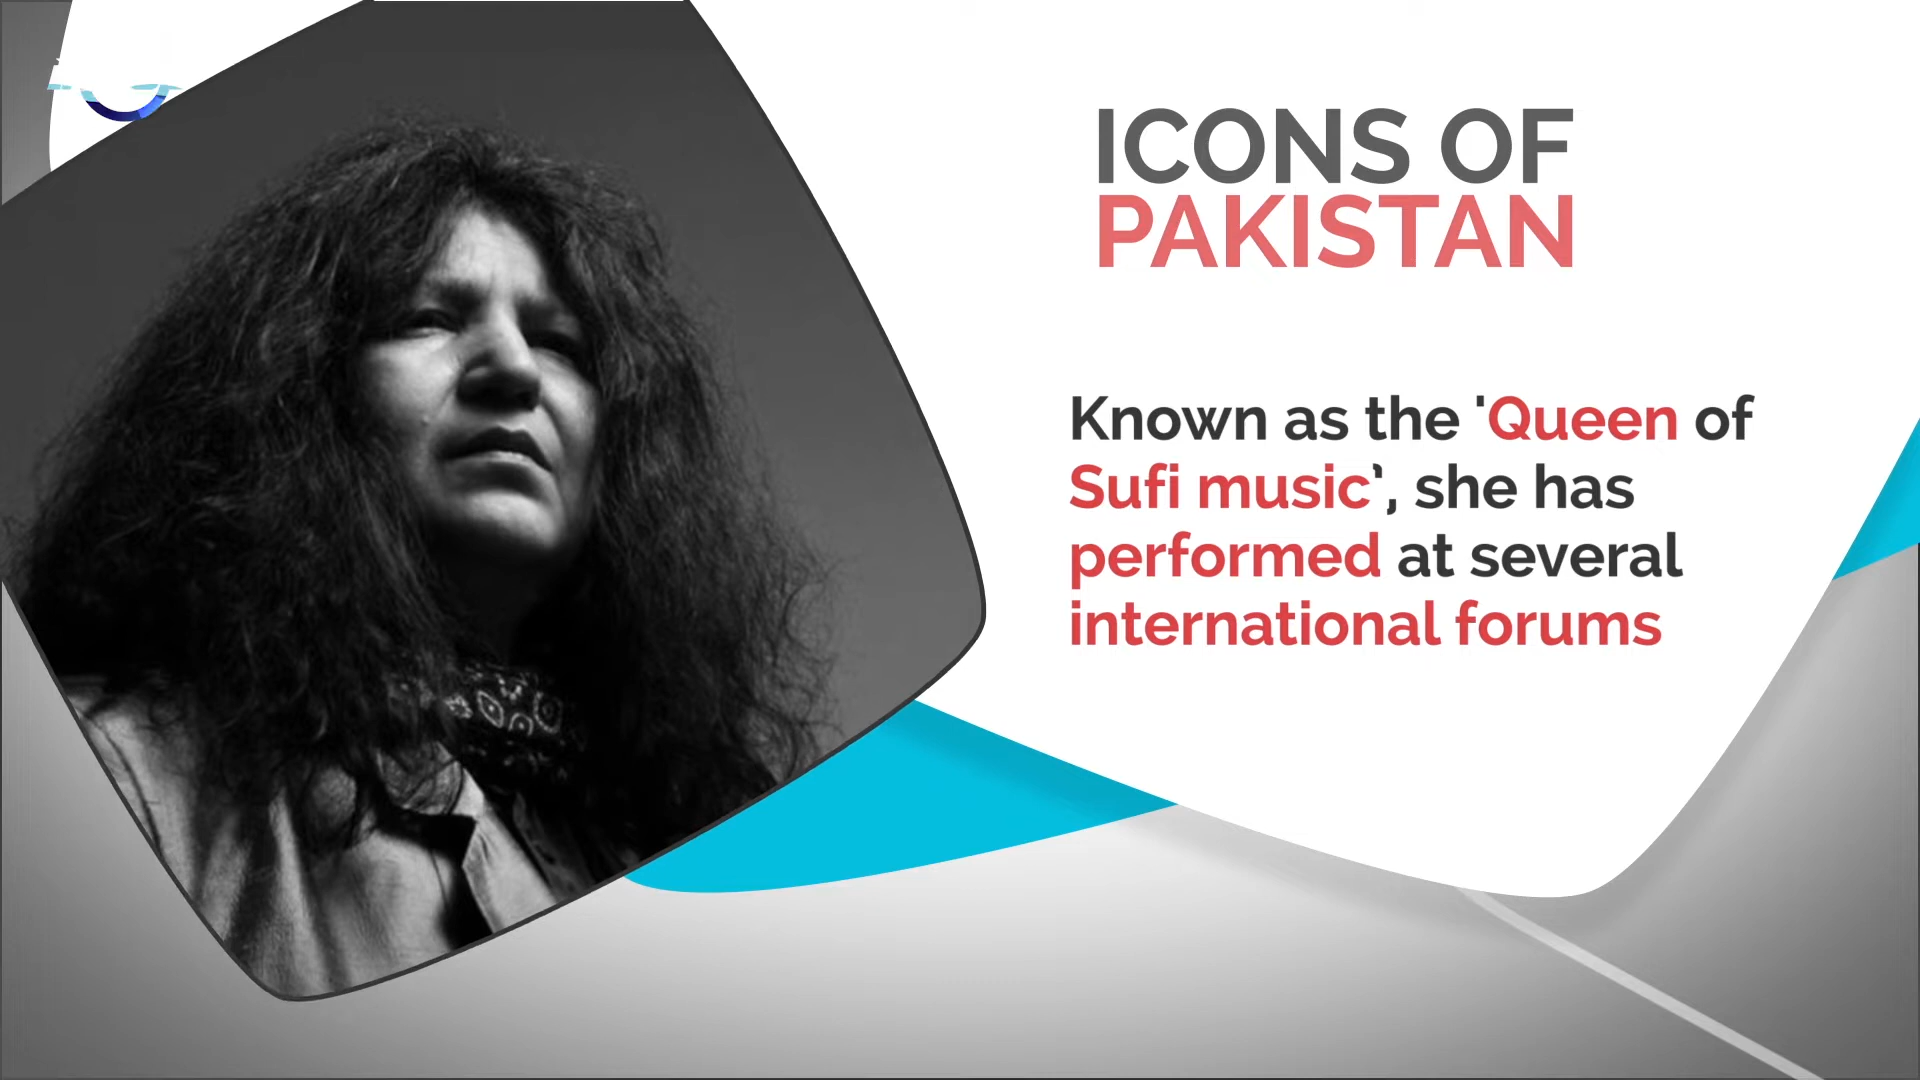 ICONS OF
PAKISTAN
Known as the 'Queen of
Sufi music‛, she has
performed at several
international forums